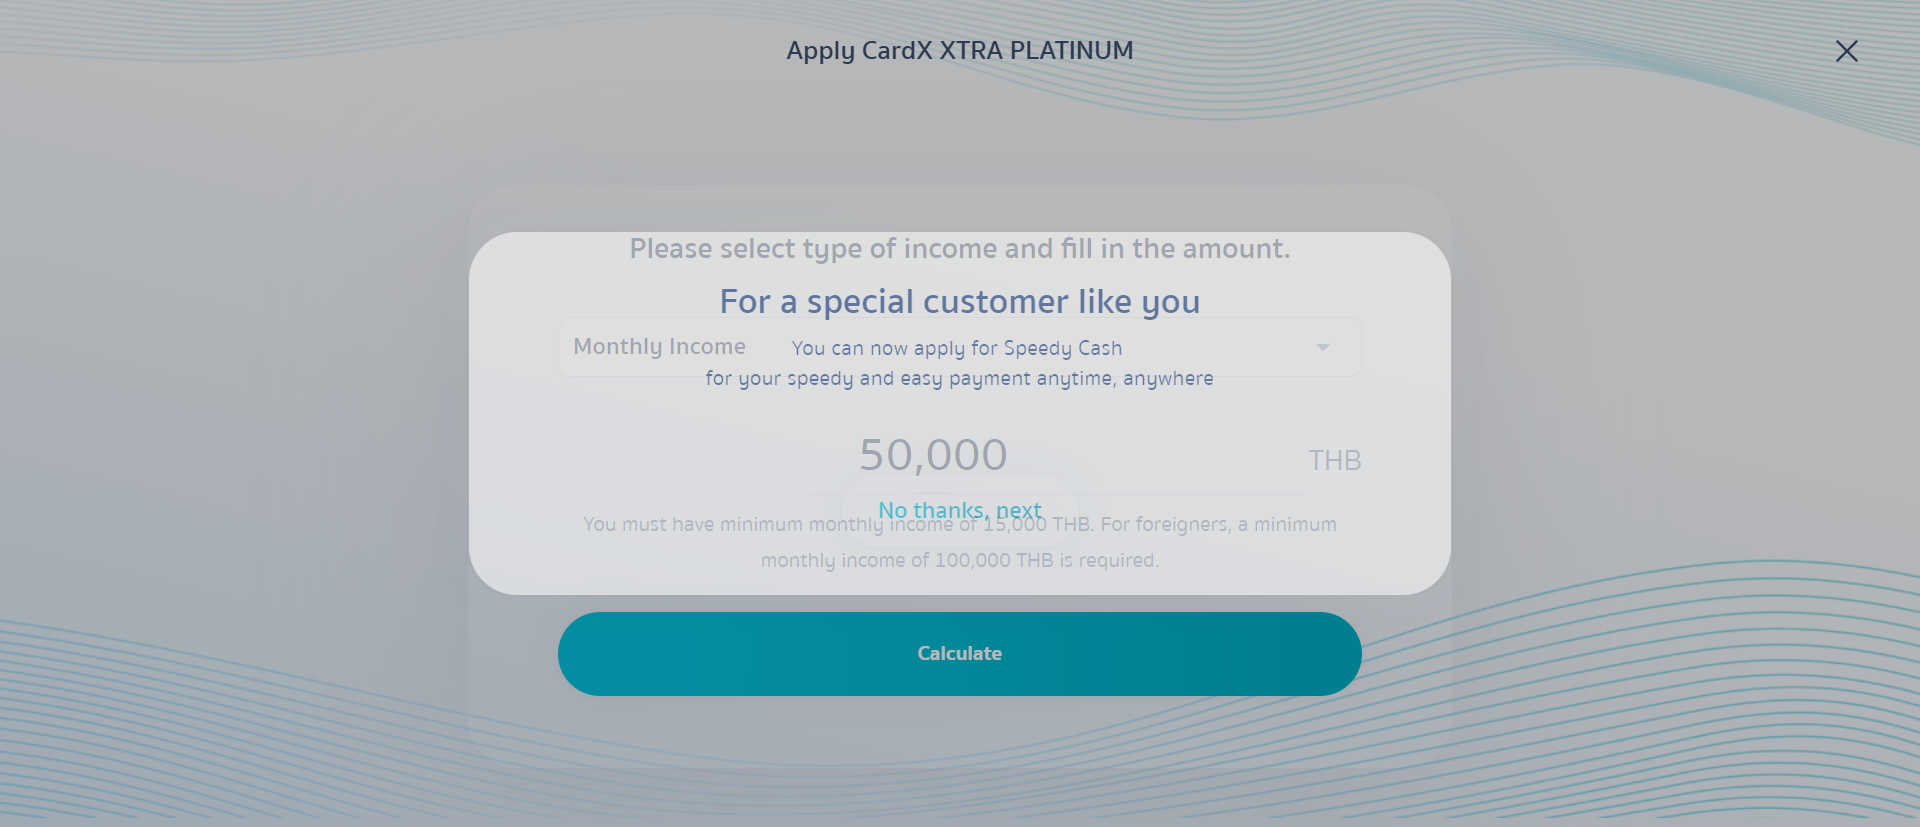 Apply CardX XTRA PLATINUM
Please select type of income and fill in the amount.
For a special customer like you
Monthly Income
You can now apply for Speedy Cash
for your speedy and easy payment anytime, anywhere
50,000 THB
No thanks, next
You must have minimum monthly income of 15,000 THB. For foreigners, a minimum
monthly income of 100,000 THB is required.
Calculate